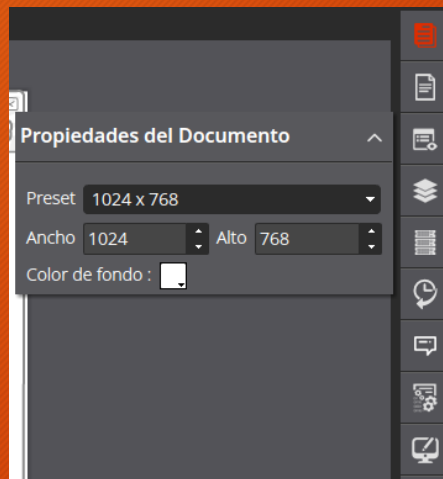 Propiedades del Documento
Preset 1024 x 768
Ancho 1024 Alto 768
Color de fondo :